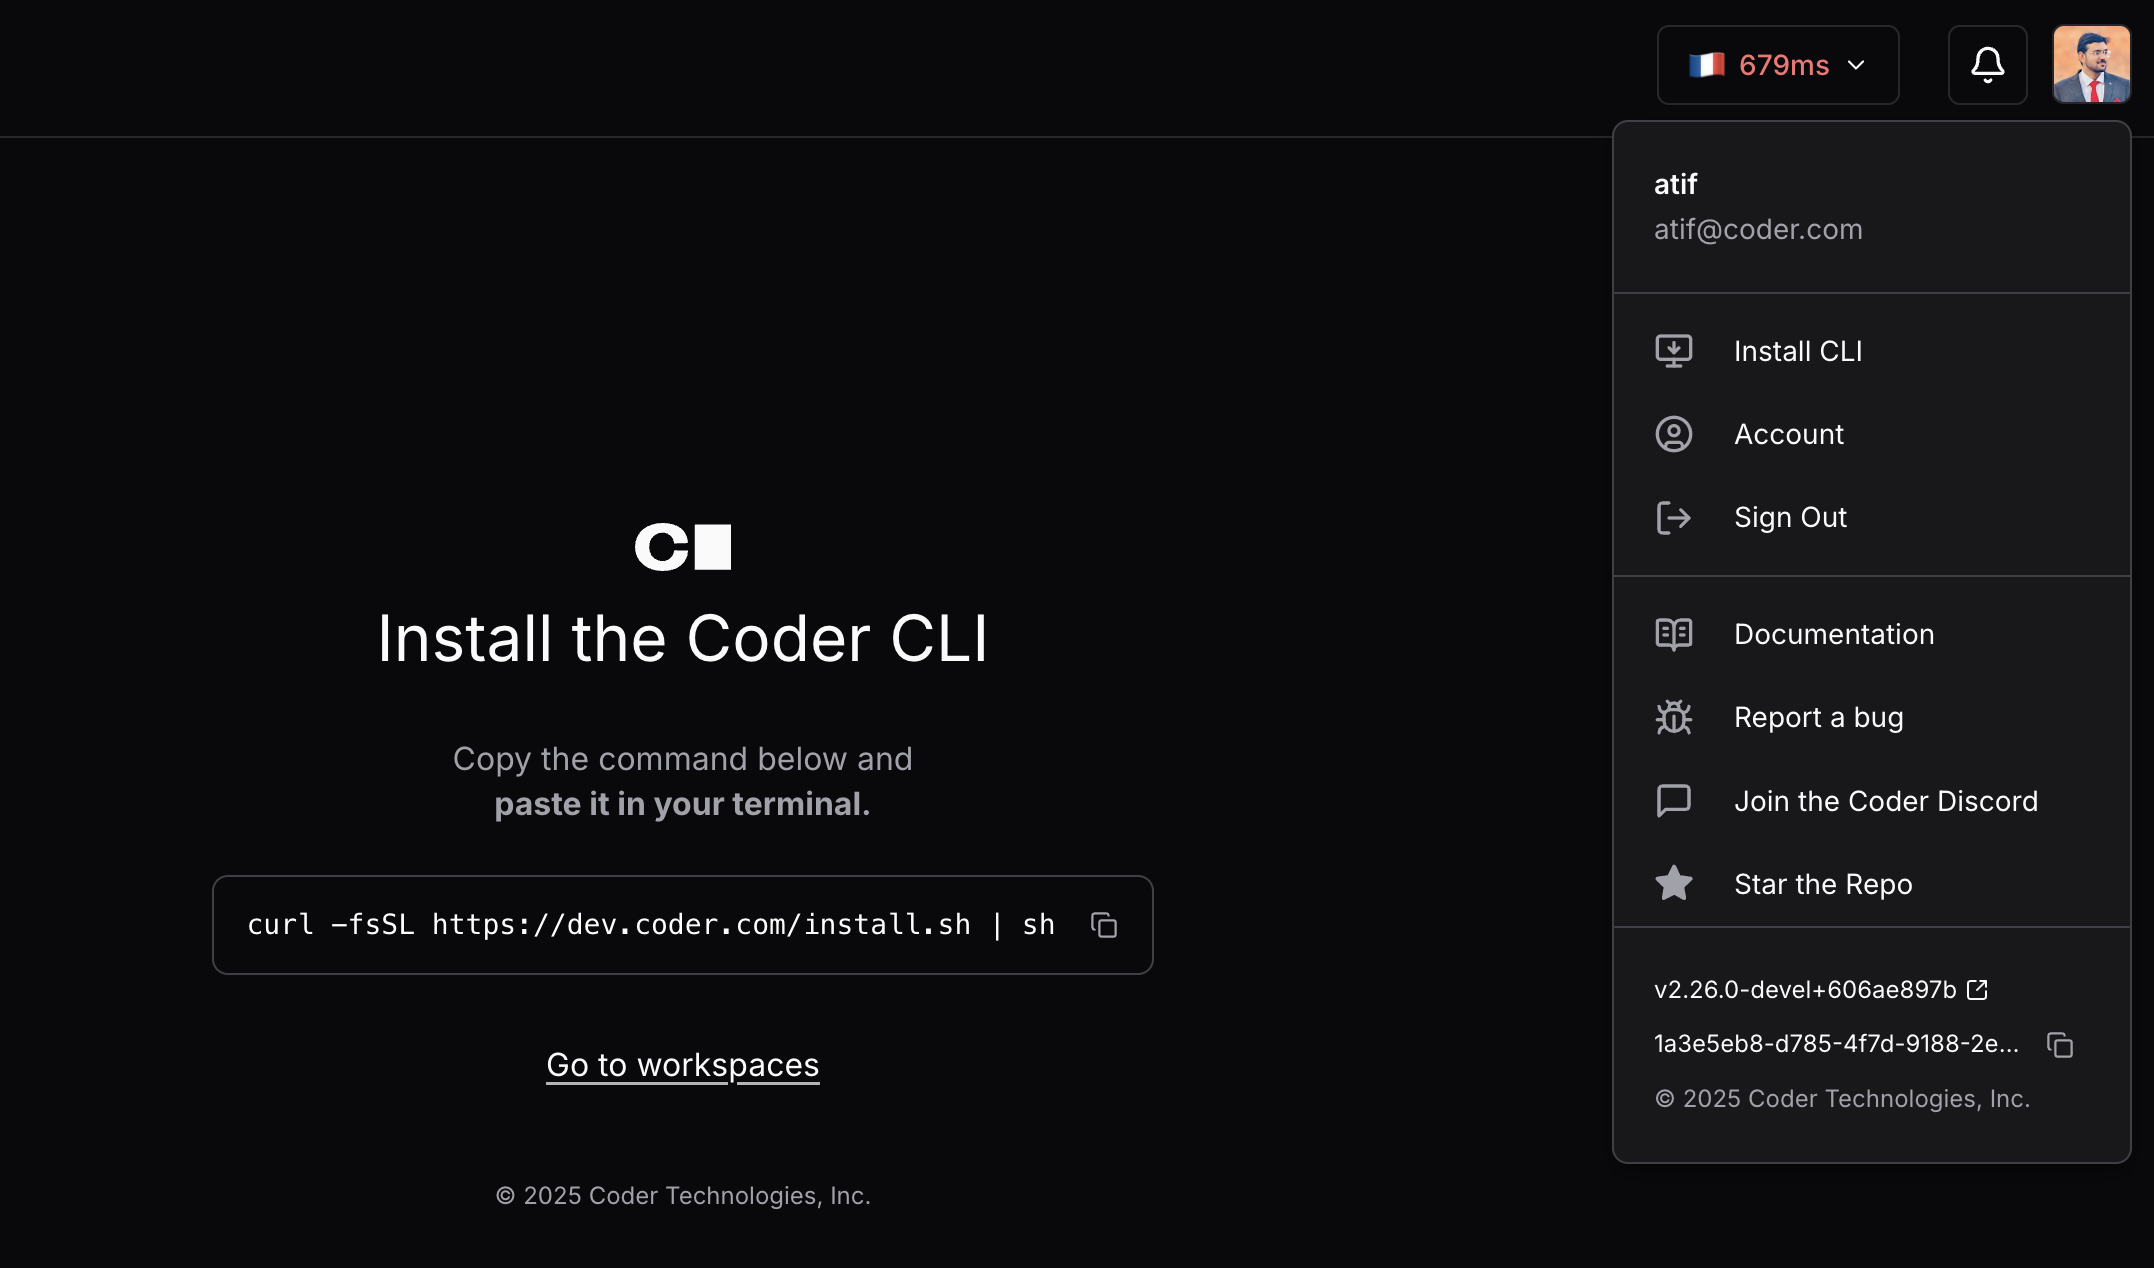 679ms
atif
atif@coder.com
Install CLI
Account
Sign Out
Documentation
Report a bug
Join the Coder Discord
Star the Repo
v2.26.0-devel+606ae897b
1a3e5eb8-d785-4f7d-9188-2e...
© 2025 Coder Technologies, Inc.
Install the Coder CLI
Copy the command below and
paste it in your terminal.
curl -fsSL https://dev.coder.com/install.sh | sh
Go to workspaces
© 2025 Coder Technologies, Inc.